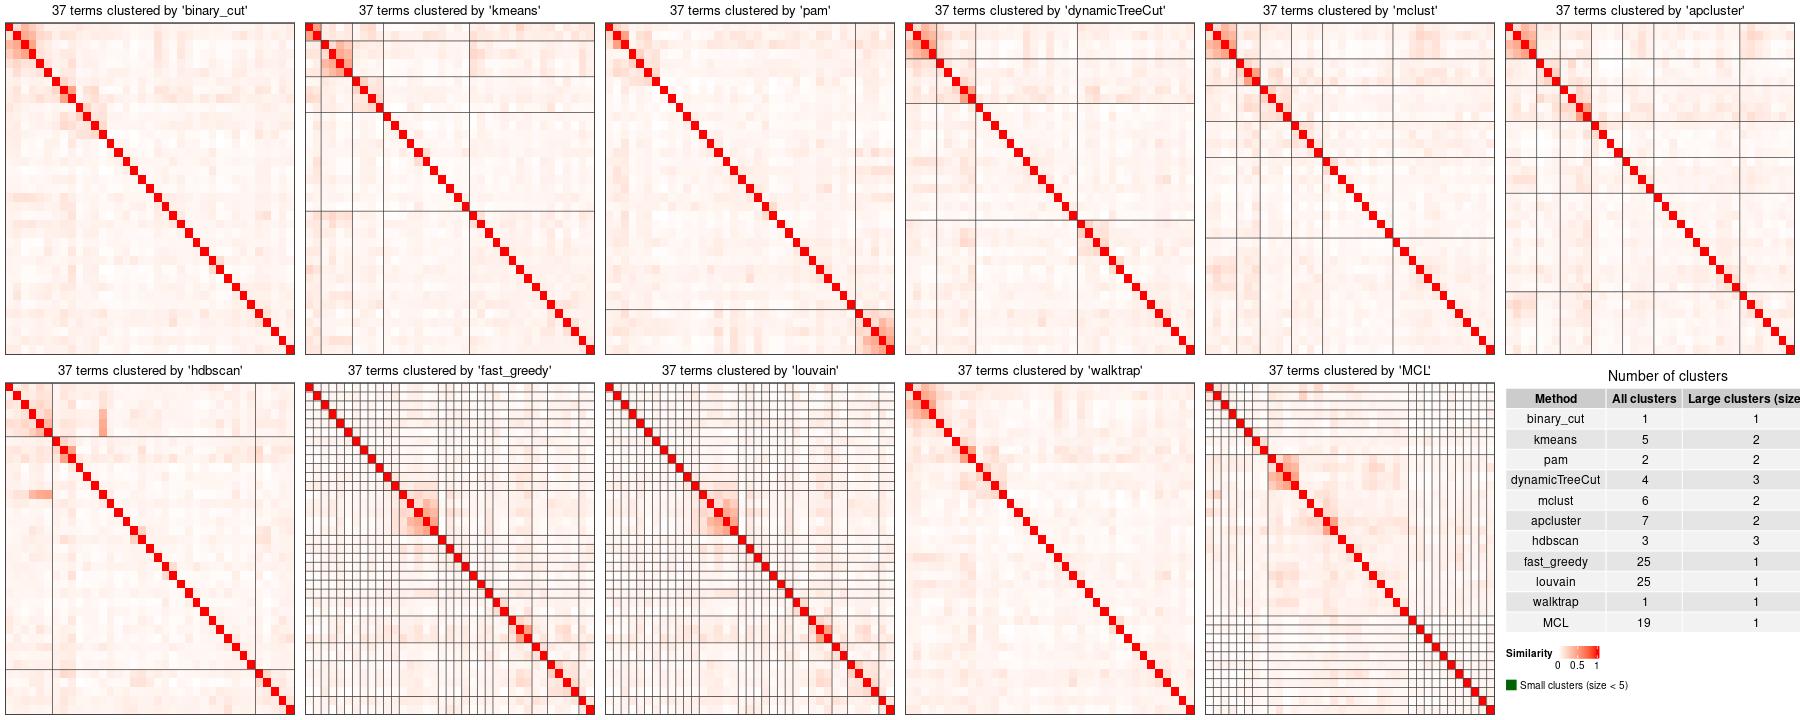 37 terms clustered by 'binary_cut'
37 terms clustered by 'kmeans'
37 terms clustered by 'pam'
37 terms clustered by 'dynamicTreeCut'
37 terms clustered by 'mclust'
37 terms clustered by 'apcluster'
37 terms clustered by 'hdbscan'
37 terms clustered by 'fast_greedy'
37 terms clustered by 'louvain'
37 terms clustered by 'walktrap'
37 terms clustered by 'MCL'
Number of clusters
Method All clusters Large clusters (size
binary_cut 1 1
kmeans 5 2
pam 2 2
dynamicTreeCut 4 3
mclust 6 2
apcluster 7 2
hdbscan 3 3
fast_greedy 25 1
louvain 25 1
walktrap 1 1
MCL 19 1
Similarity
0 0.5 1
Small clusters (size < 5)